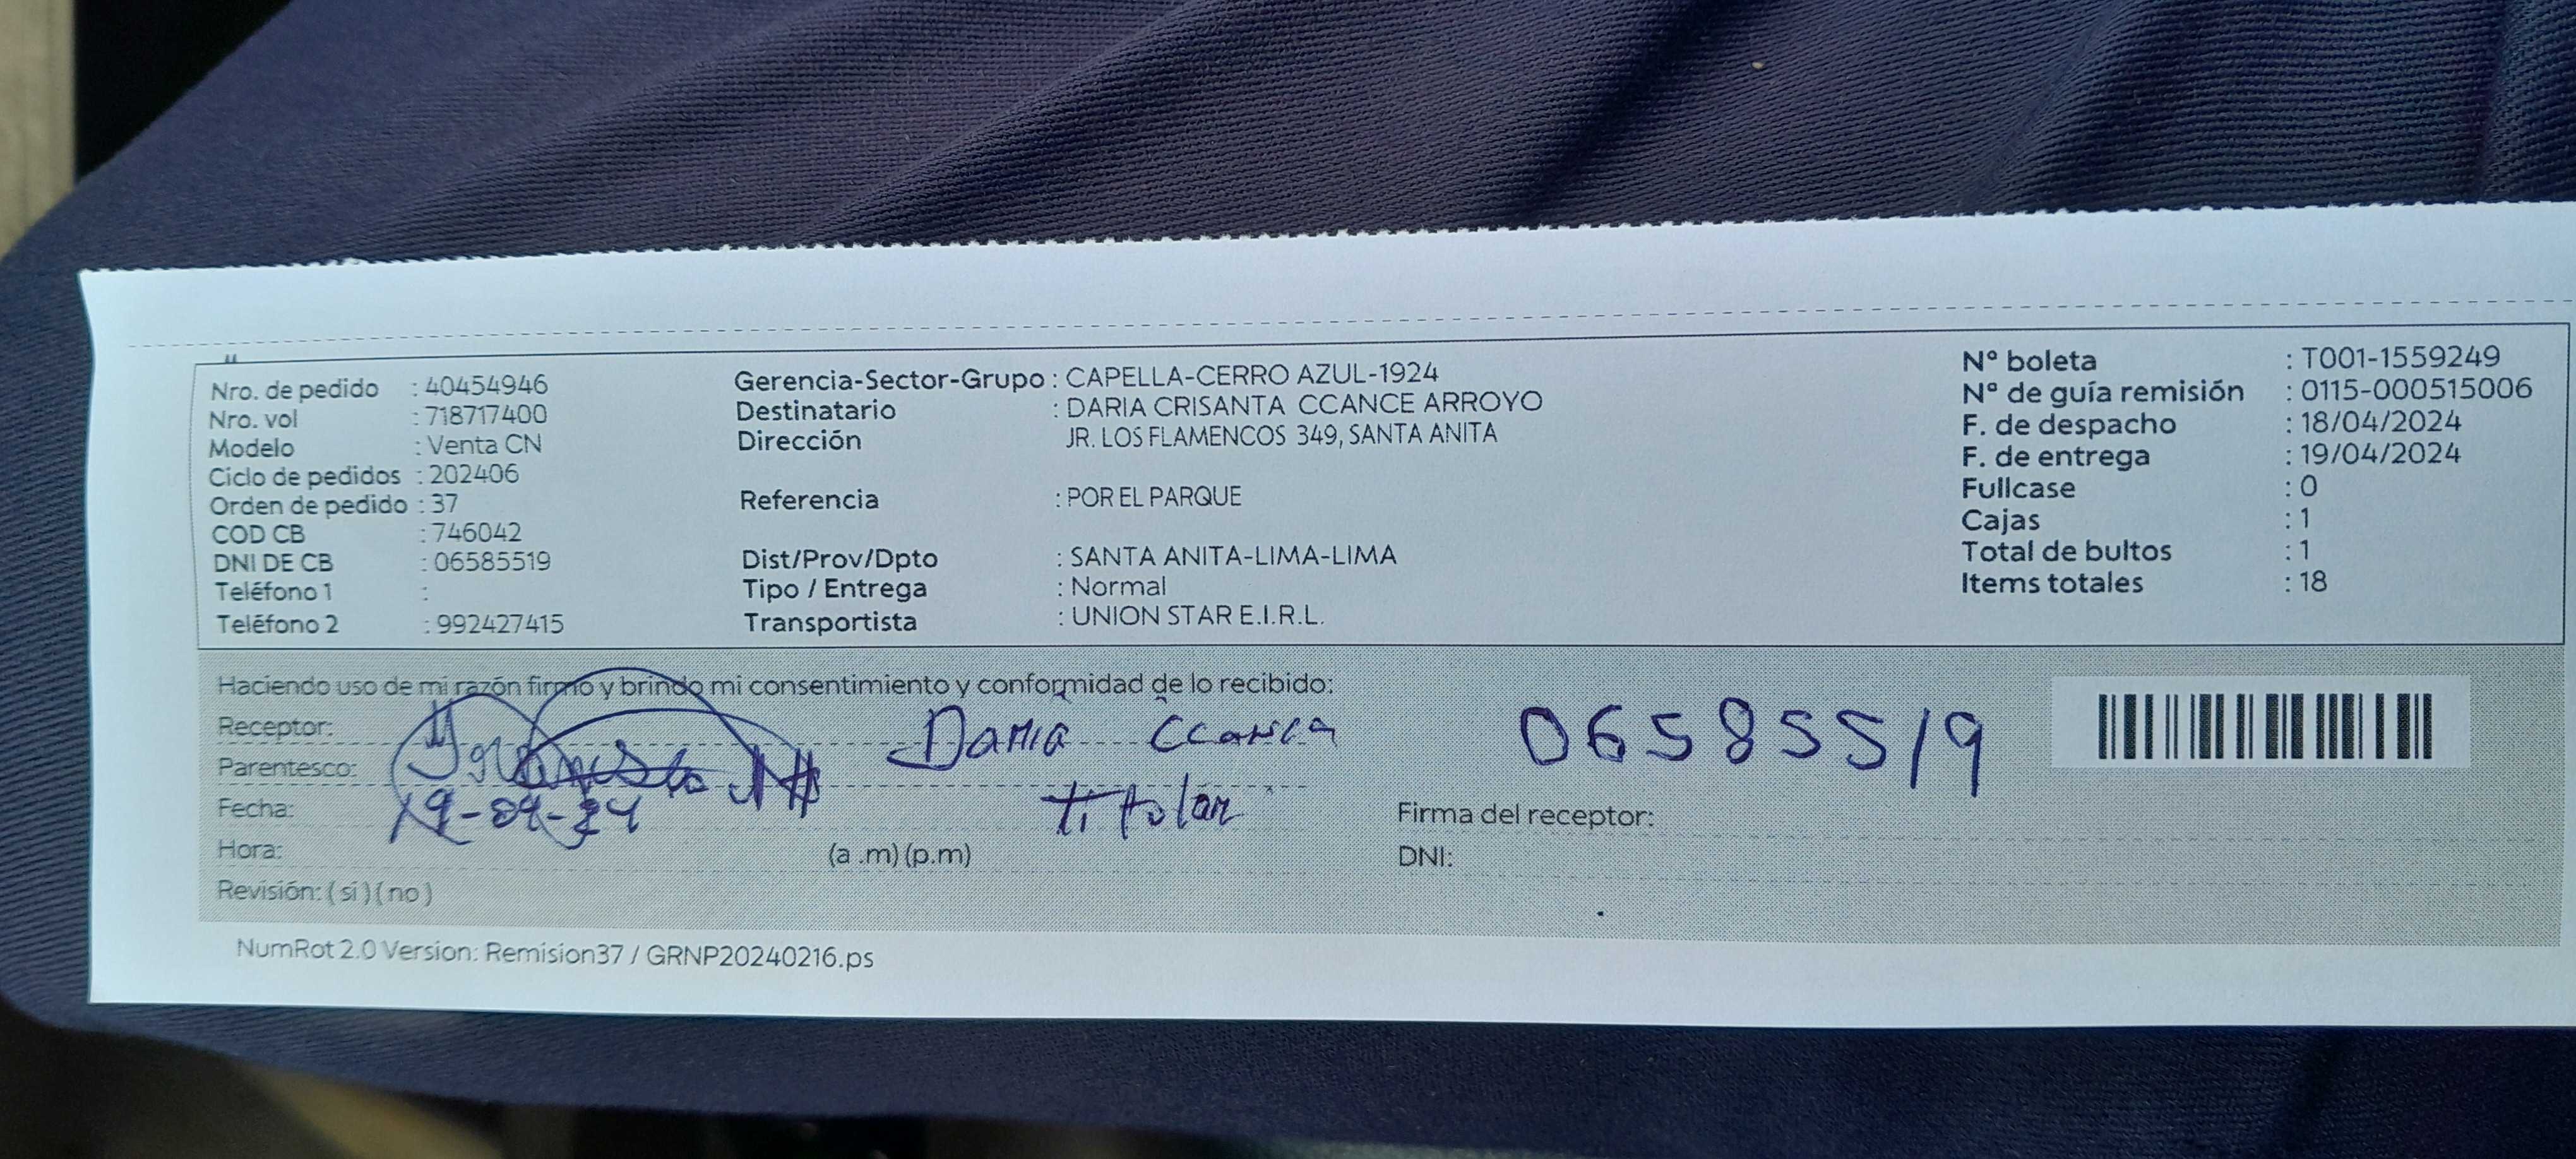 Nro. de pedido : 40454946
Nro. vol : 718717400
Modelo : Venta CN
Ciclo de pedidos : 202406
Orden de pedido : 37
COD CB : 746042
DNI DE CB : 06585519
Teléfono 1 :
Teléfono 2 : 992427415
Gerencia-Sector-Grupo : CAPELLA-CERRO AZUL-1924
Destinatario : DARIA CRISANTA CCANCE ARROYO
Dirección JR. LOS FLAMENCOS 349, SANTA ANITA
Referencia : POR EL PARQUE
Dist/Prov/Dpto : SANTA ANITA-LIMA-LIMA
Tipo / Entrega : Normal
Transportista : UNION STAR E.I.R.L.
N° boleta : T001-1559249
N° de guía remisión : 0115-000515006
F. de despacho : 18/04/2024
F. de entrega : 19/04/2024
Fullcase : 0
Cajas : 1
Total de bultos : 1
Items totales : 18
Haciendo uso de mi razón firmo y brindo mi consentimiento y conformidad de lo recibido:
Receptor: Daria
Parentesco: titolar
Fecha:
Hora: (a .m) (p.m)
Revisión: (si) (no)
06585519
Firma del receptor:
DNI:
NumRot 2.0 Version: Remision37 / GRNP20240216.ps